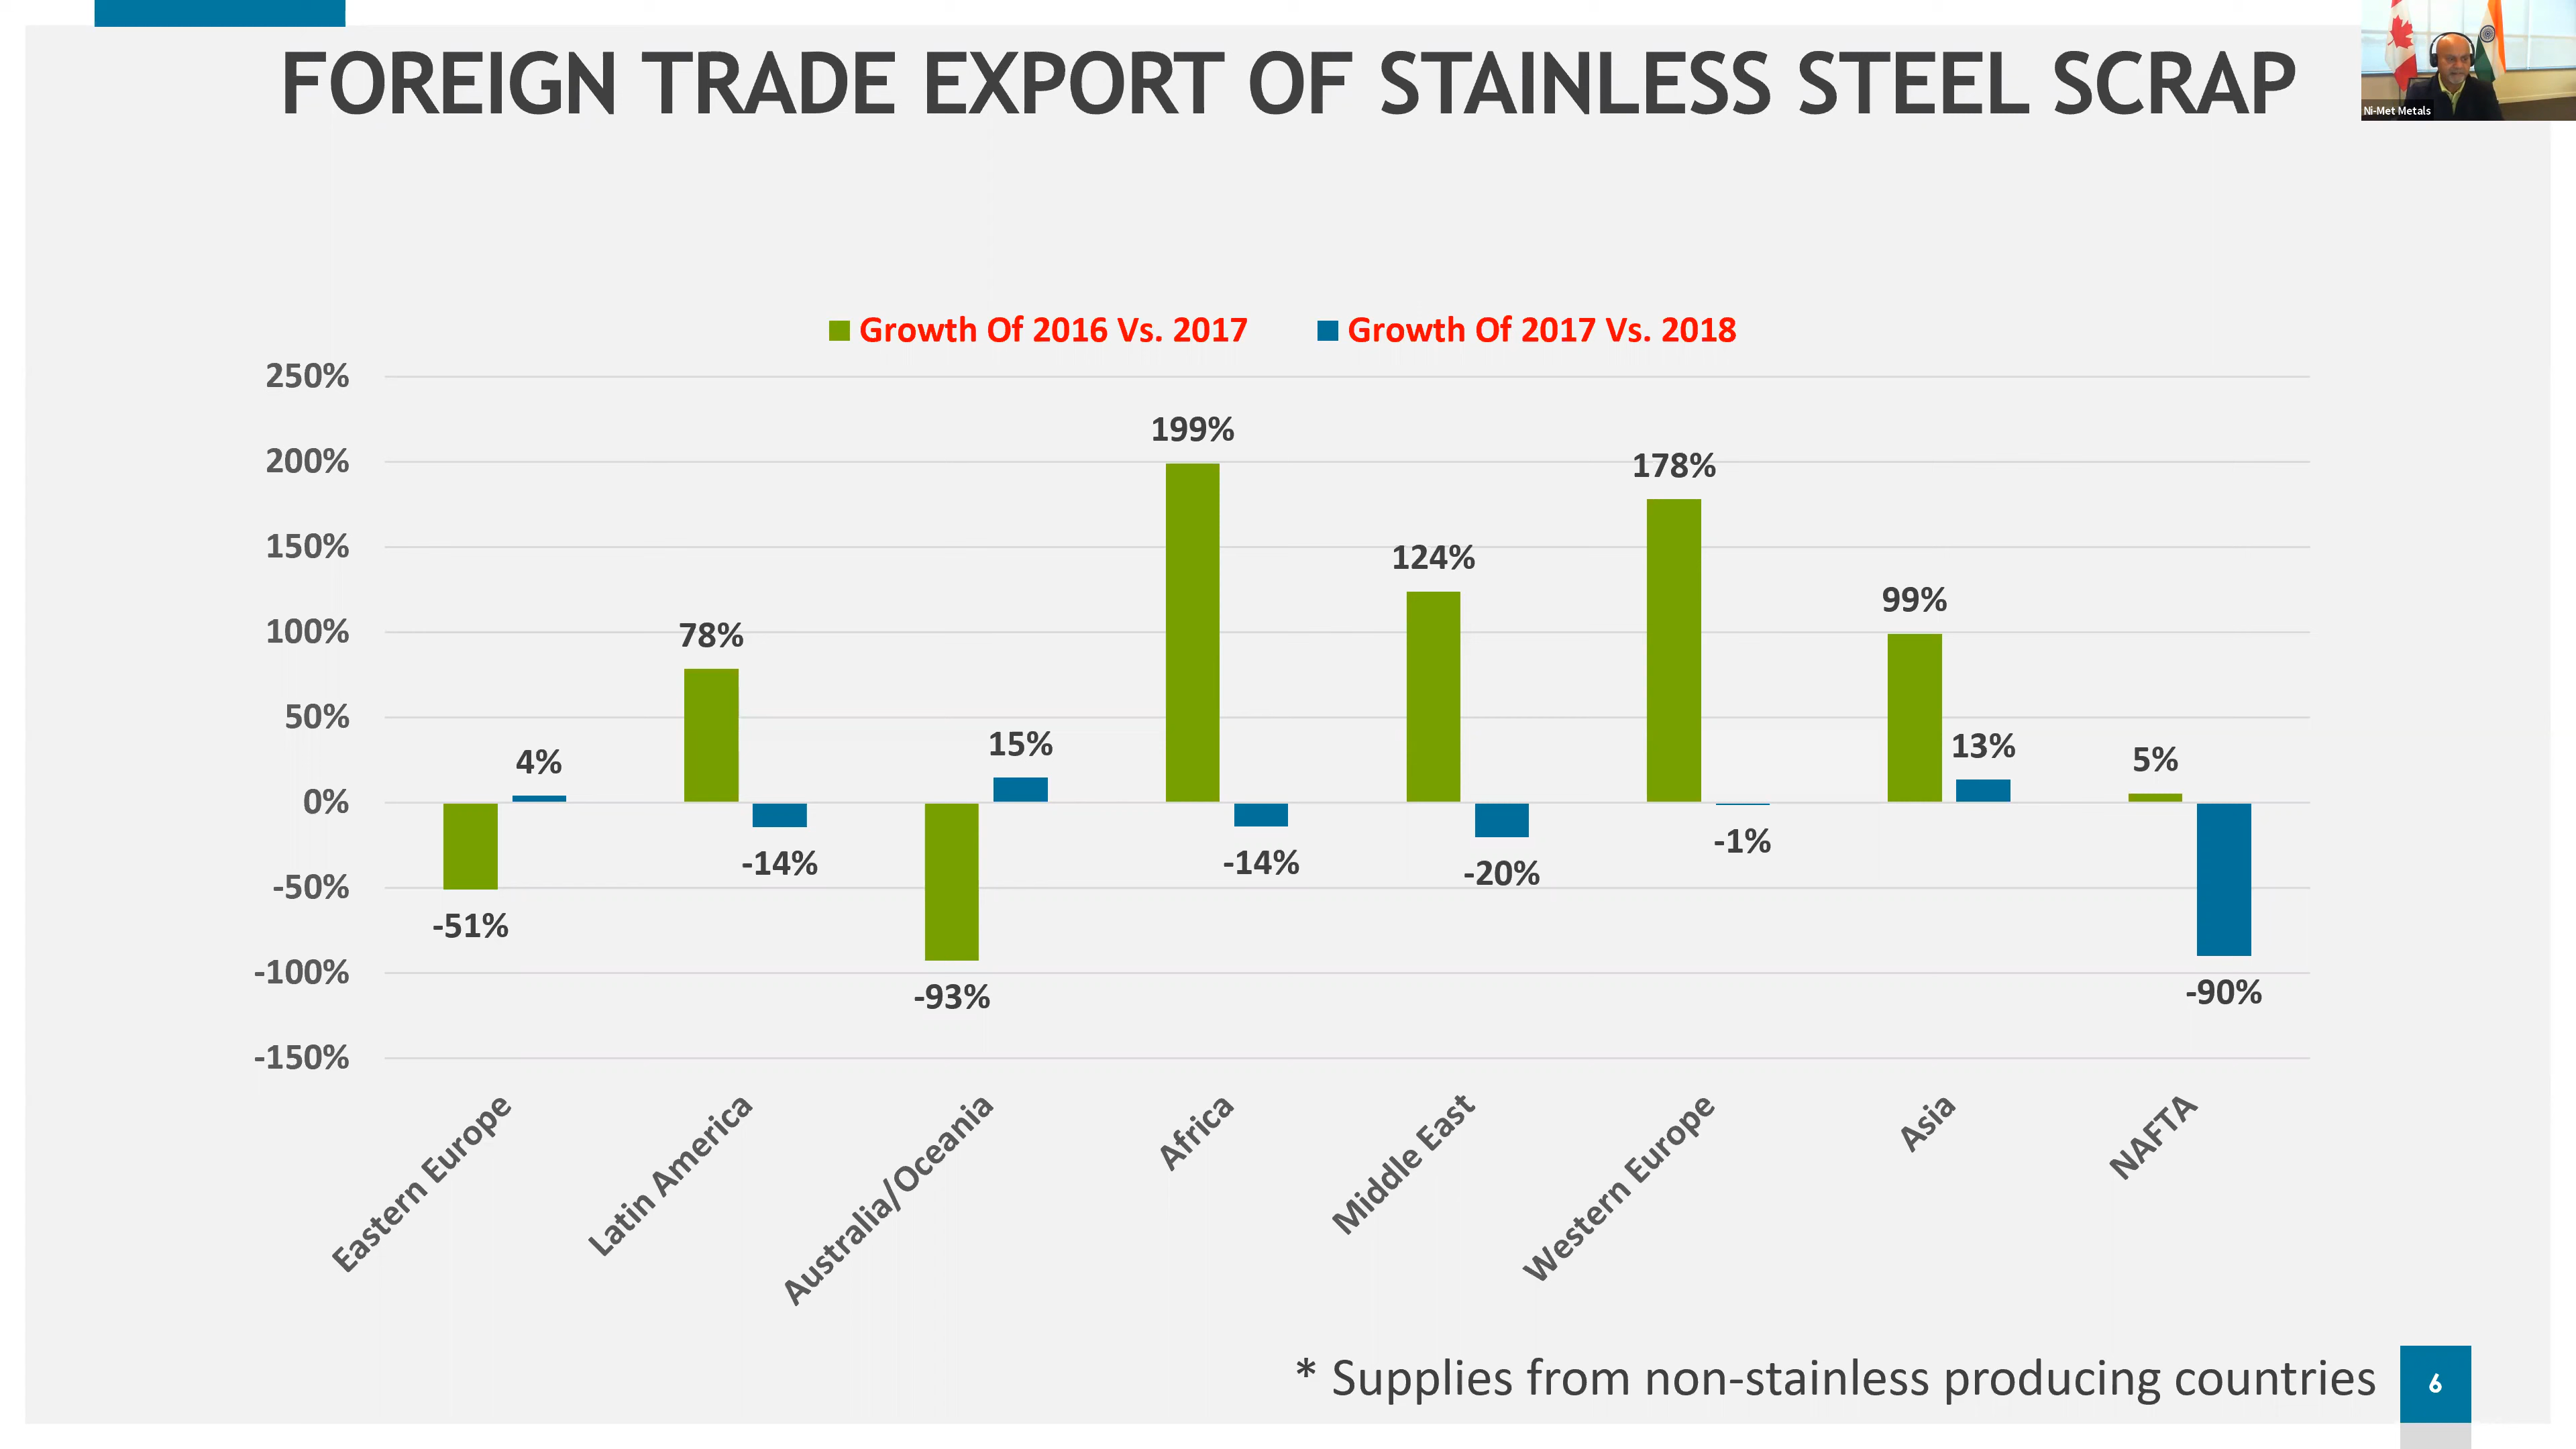 FOREIGN TRADE EXPORT OF STAINLESS STEEL SCRAP
Ni-Met Metals
Growth Of 2016 Vs. 2017
Growth Of 2017 Vs. 2018
250%
200%
150%
100%
50%
0%
-50%
-100%
-150%
-51%
4%
78%
-14%
-93%
15%
199%
-14%
124%
-20%
178%
-1%
99%
13%
5%
-90%
Eastern Europe
Latin America
Australia/Oceania
Africa
Middle East
Western Europe
Asia
NAFTA
* Supplies from non-stainless producing countries
6